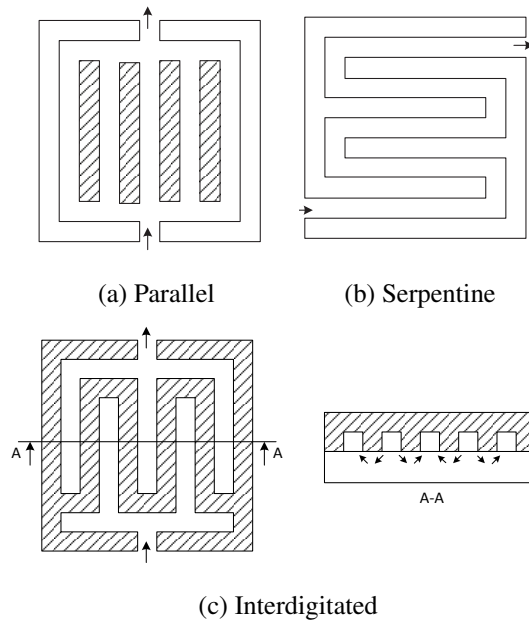 (a) Parallel
(b) Serpentine
A
A
A-A
(c) Interdigitated